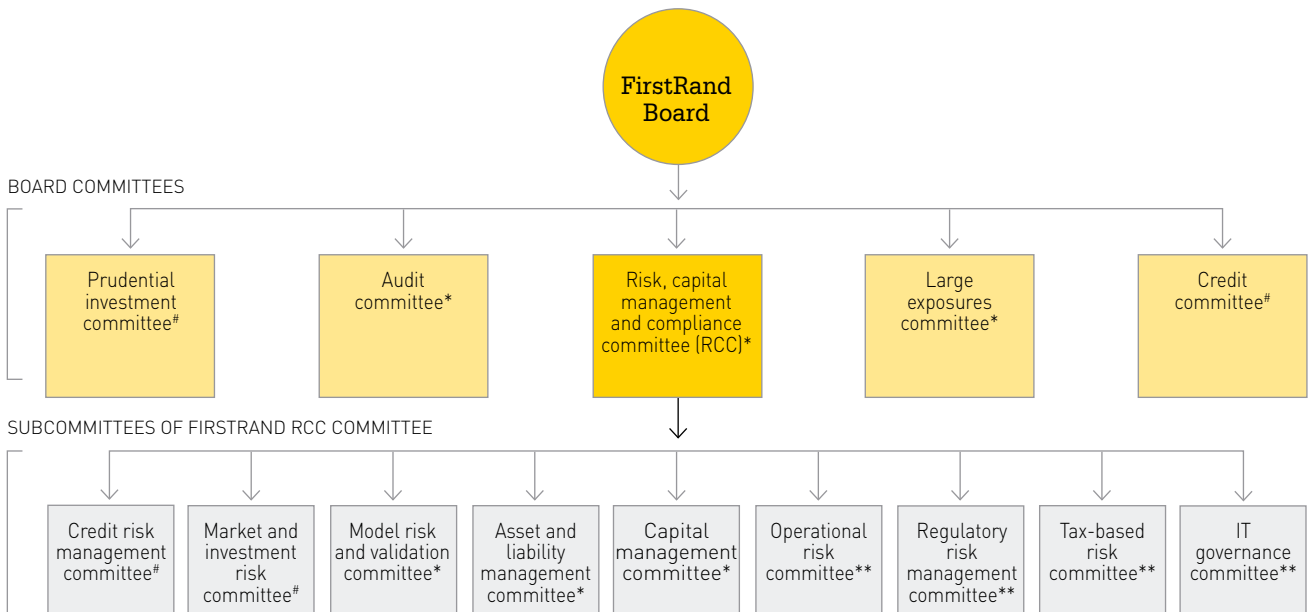 FirstRand
Board
BOARD COMMITTEES
Prudential
investment
committee#
Audit
committee*
Risk, capital
management
and compliance
committee (RCC)*
Large
exposures
committee*
Credit
committee#
SUBCOMMITTEES OF FIRSTRAND RCC COMMITTEE
Credit risk
management
committee#
Market and
investment
risk
committee#
Model risk
and validation
committee*
Asset and
liability
management
committee*
Capital
management
committee*
Operational
risk
committee**
Regulatory
risk
management
committee**
Tax-based
risk
committee**
IT
governance
committee**